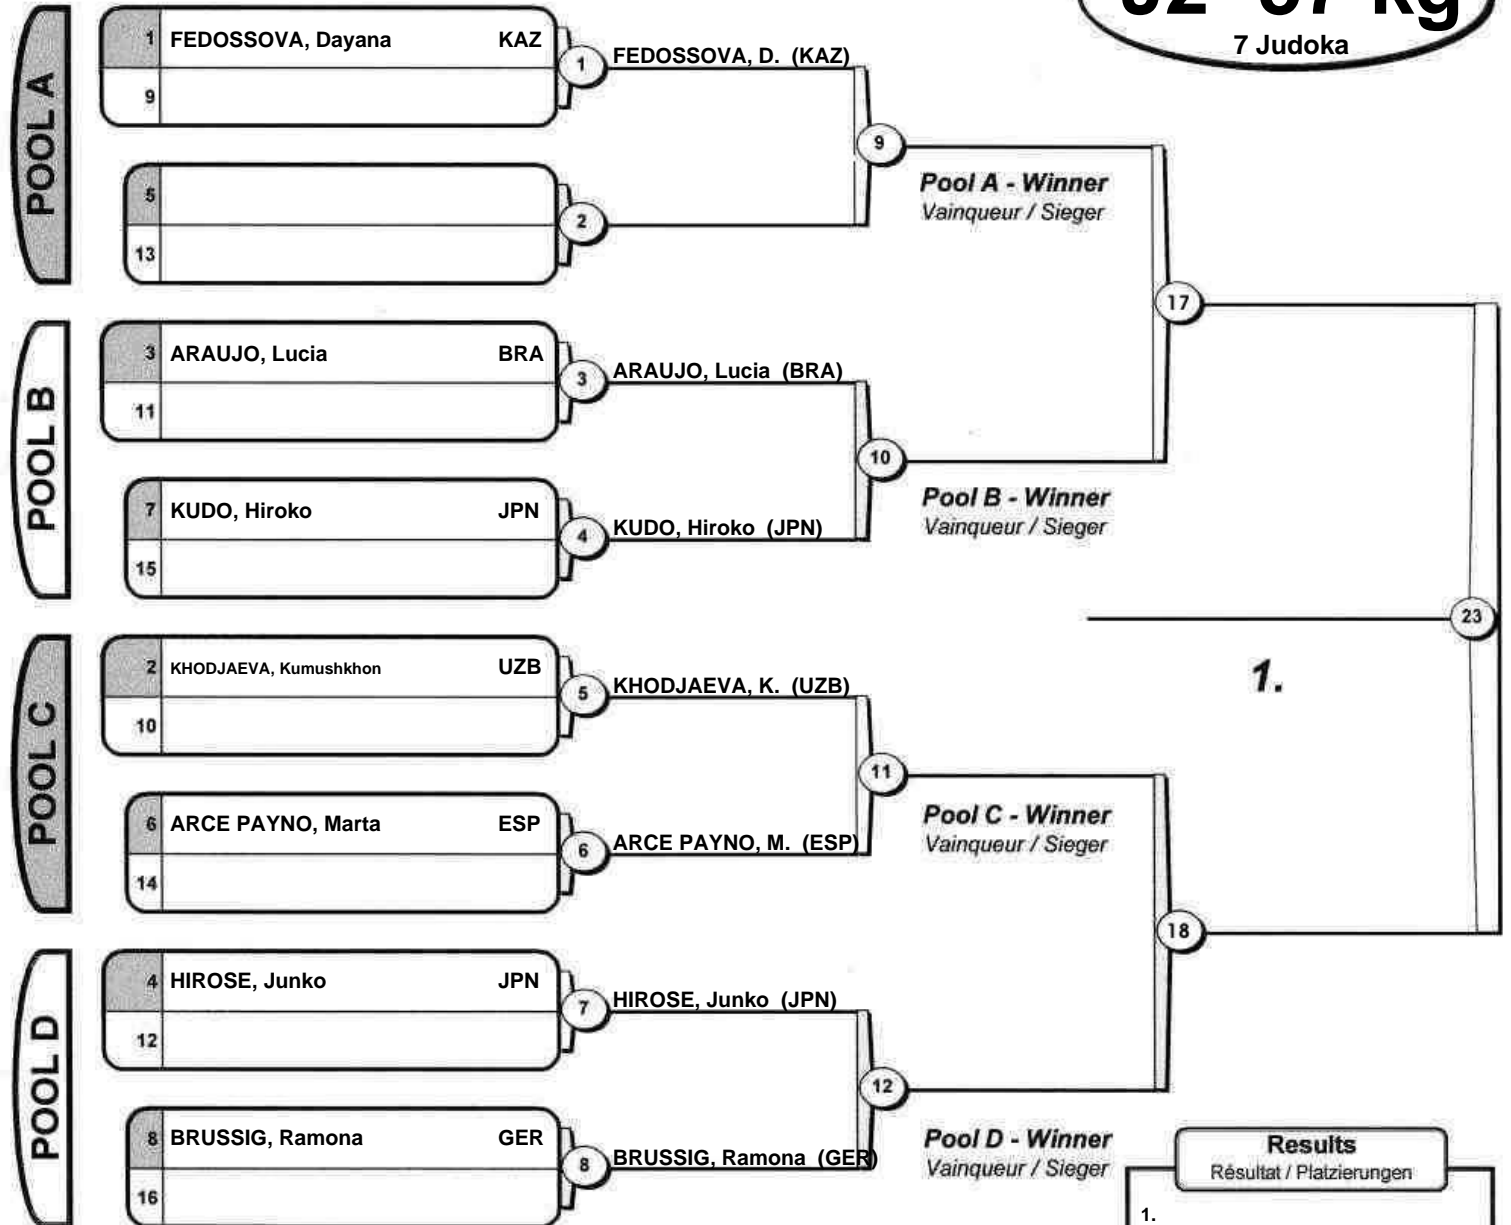 52 - 57 kg
7 Judoka
POOL A
1 FEDOSSOVA, Dayana KAZ
9
1 FEDOSSOVA, D. (KAZ)
5
13
2
9
Pool A - Winner
Vainqueur / Sieger
17
POOL B
3 ARAUJO, Lucia BRA
11
3 ARAUJO, Lucia (BRA)
7 KUDO, Hiroko JPN
15
4 KUDO, Hiroko (JPN)
10
Pool B - Winner
Vainqueur / Sieger
23
1.
POOL C
2 KHODJAEVA, Kumushkhon UZB
10
5 KHODJAEVA, K. (UZB)
6 ARCE PAYNO, Marta ESP
14
6 ARCE PAYNO, M. (ESP)
11
Pool C - Winner
Vainqueur / Sieger
18
POOL D
4 HIROSE, Junko JPN
12
7 HIROSE, Junko (JPN)
8 BRUSSIG, Ramona GER
16
8 BRUSSIG, Ramona (GER)
12
Pool D - Winner
Vainqueur / Sieger
Results
Résultat / Platzierungen
1.